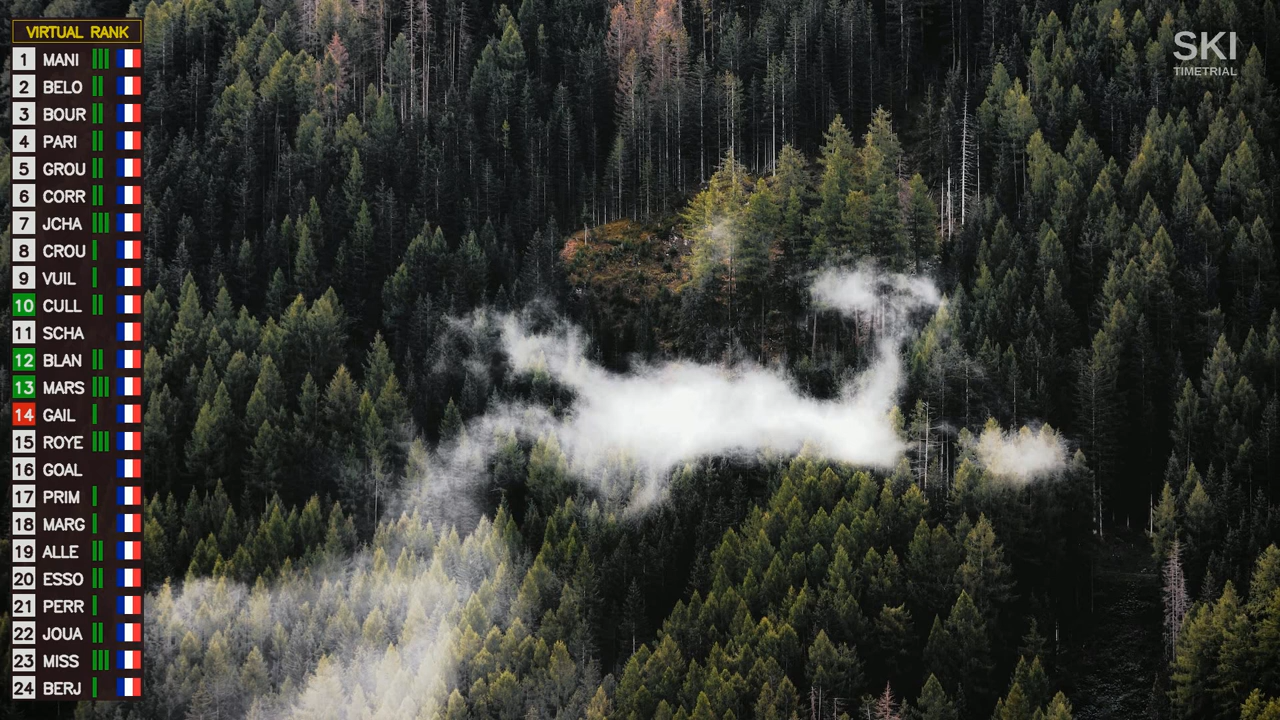 VIRTUAL RANK
1 MANI
2 BELO
3 BOUR
4 PARI
5 GROU
6 CORR
7 JCHA
8 CROU
9 VUIL
10 CULL
11 SCHA
12 BLAN
13 MARS
14 GAIL
15 ROYE
16 GOAL
17 PRIM
18 MARG
19 ALLE
20 ESSO
21 PERR
22 JOUA
23 MISS
24 BERJ
SKI
TIMETRIAL